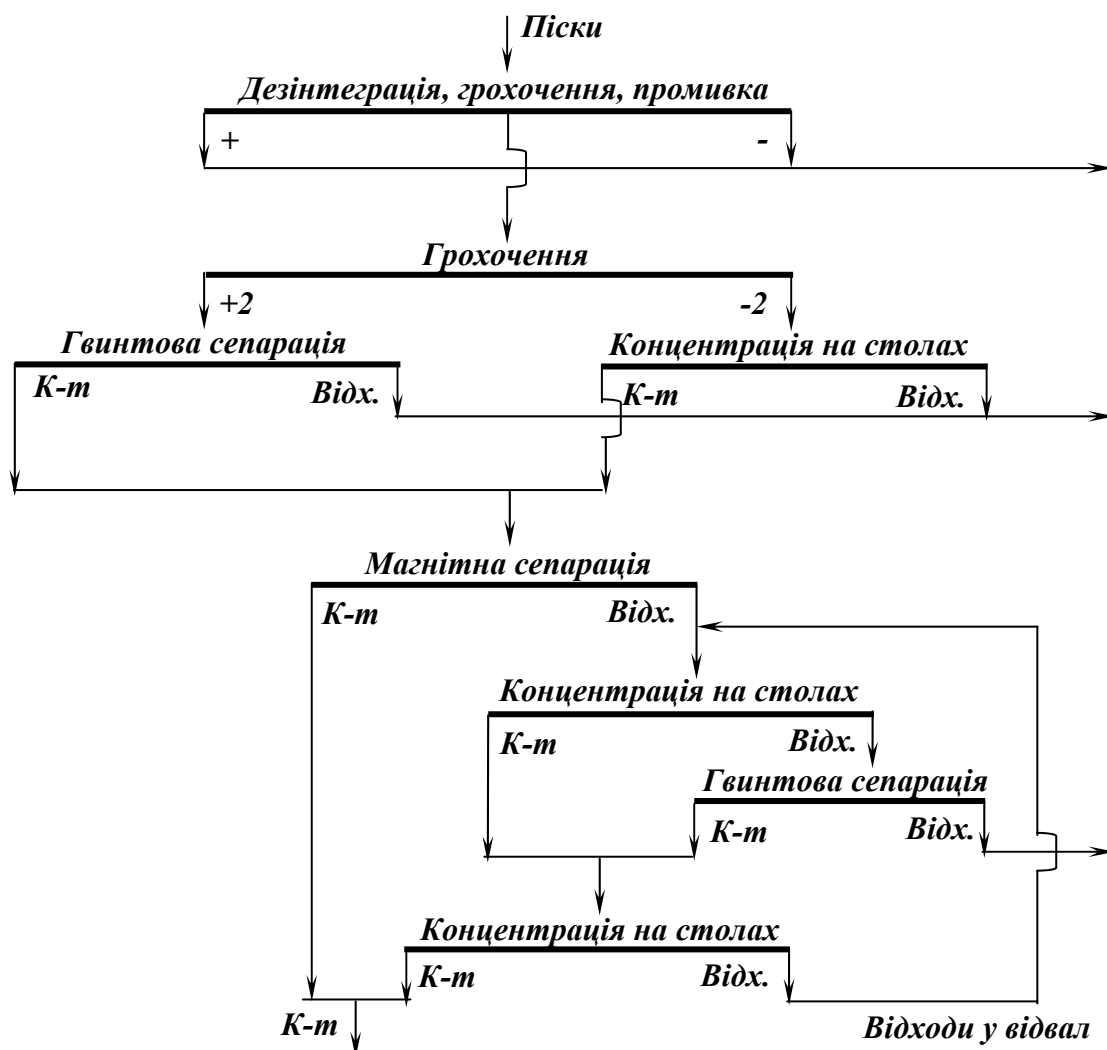 Піски
Дезінтеграція, грохочення, промивка
+ -
Грохочення
+2 -2
Гвинтова сепарація Концентрація на столах
К-т Відх. К-т Відх.
Магнітна сепарація
К-т Відх.
Концентрація на столах
К-т Відх.
Гвинтова сепарація
К-т Відх.
Концентрація на столах
К-т Відх.
К-т Відходи у відвал